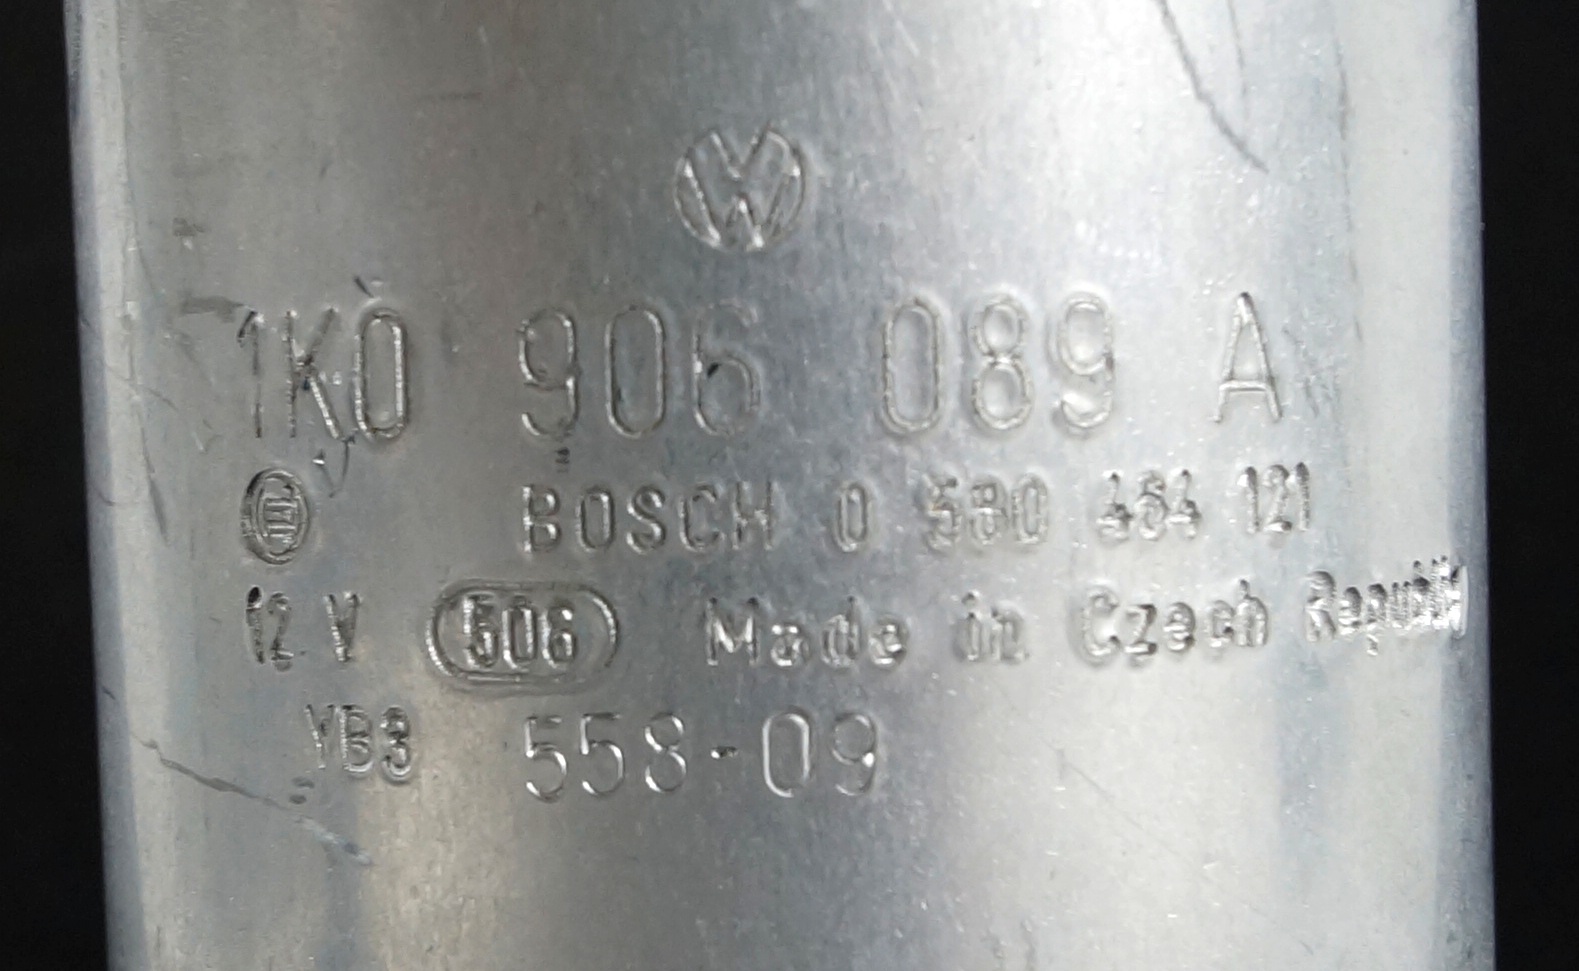 1K0 906 089 A
BOSCH 0 580 464 121
12 V 506 Made in Czech Republic
YB3 558-09